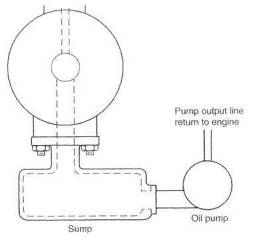 Pump output line
return to engine
Oil pump
Sump